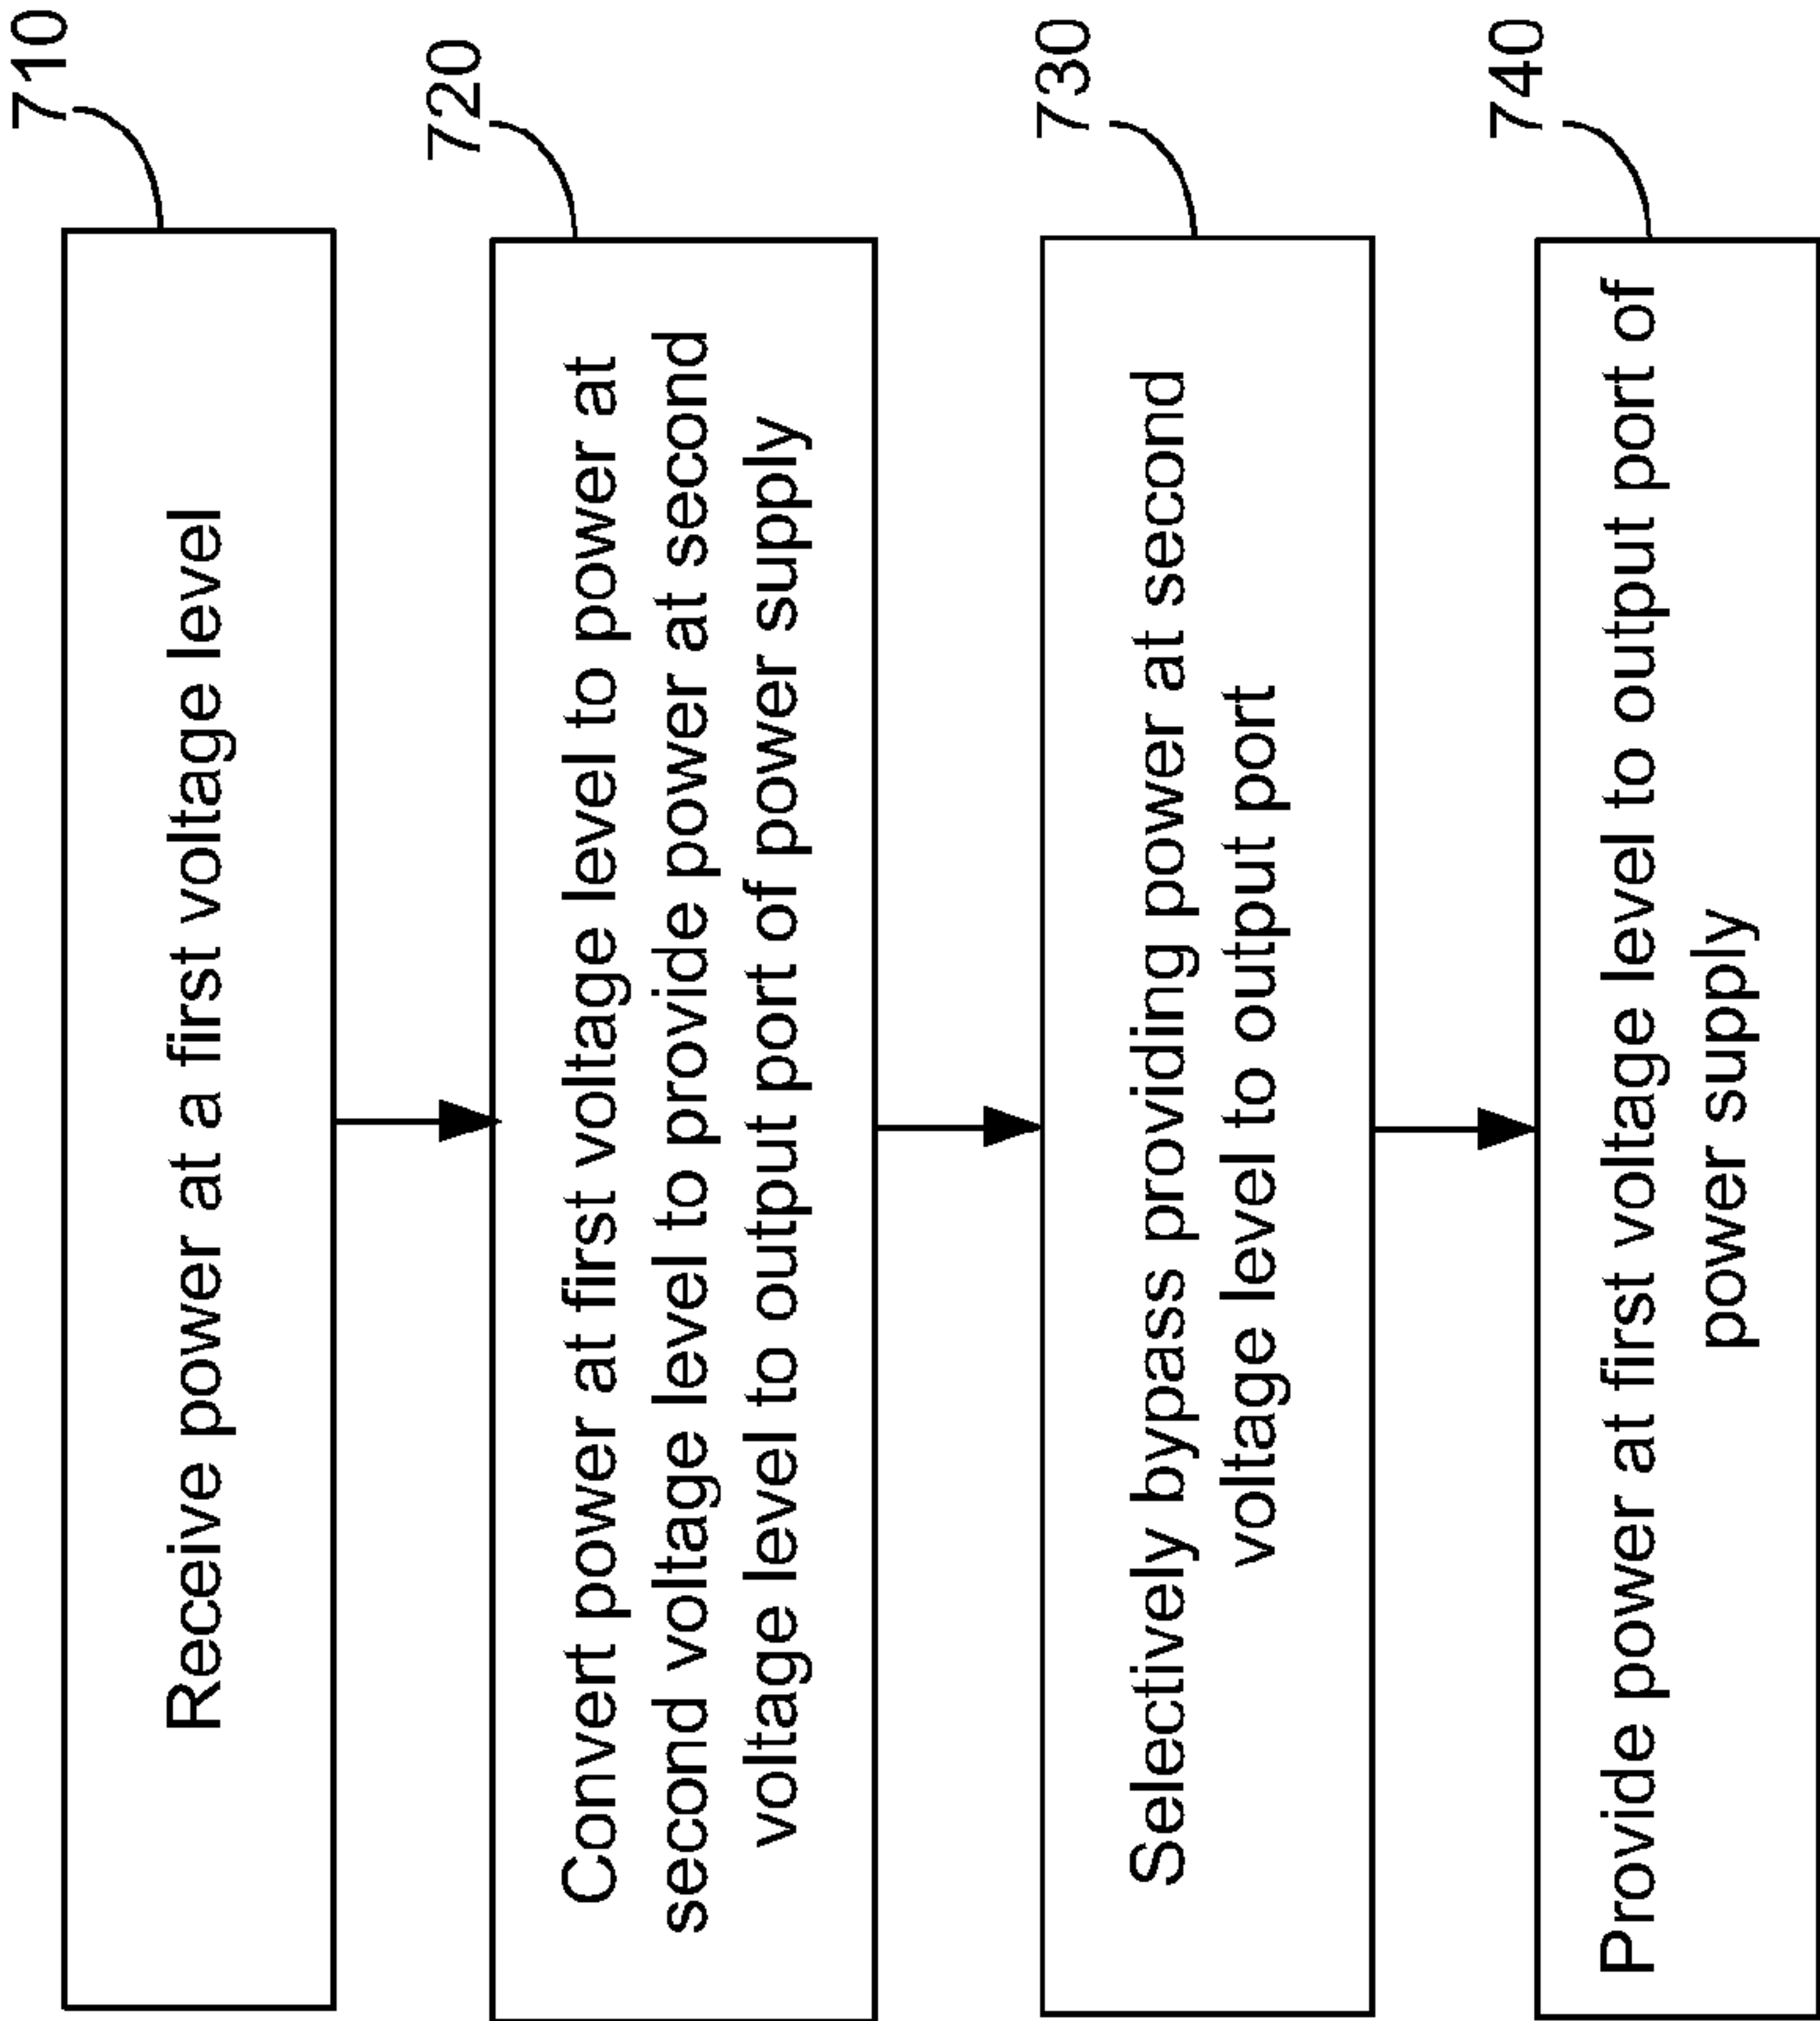 710
Receive power at a first voltage level
720
Convert power at first voltage level to power at
second voltage level to provide power at second
voltage level to output port of power supply
730
Selectively bypass providing power at second
voltage level to output port
740
Provide power at first voltage level to output port of
power supply